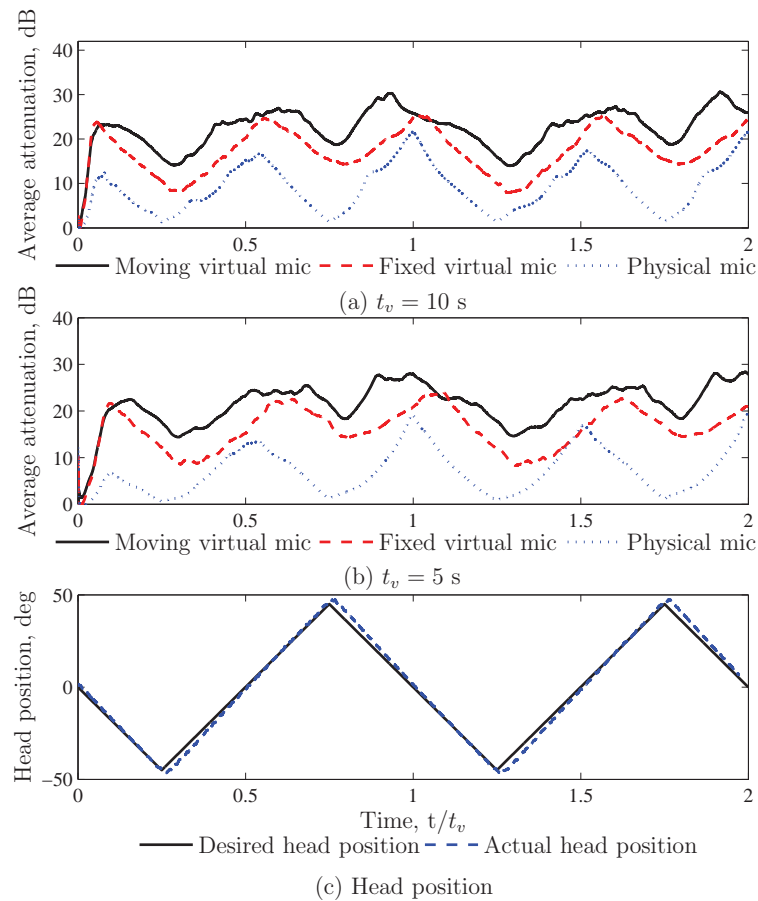 Average attenuation, dB
40
30
20
10
0
0 0.5 1 1.5 2
Moving virtual mic Fixed virtual mic Physical mic
(a) t_v = 10 s
Average attenuation, dB
40
30
20
10
0
0 0.5 1 1.5 2
Moving virtual mic Fixed virtual mic Physical mic
(b) t_v = 5 s
Head position, deg
50
0
−50
0 0.5 1 1.5 2
Time, t/t_v
Desired head position Actual head position
(c) Head position